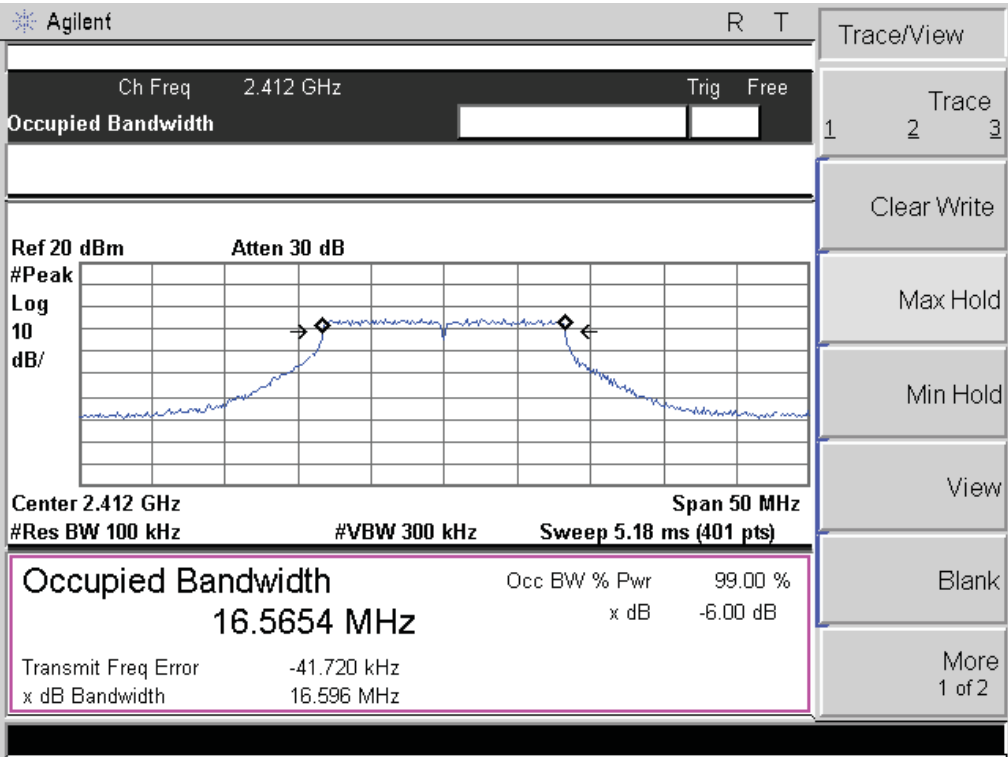 Agilent R T
Ch Freq 2.412 GHz Trig Free
Occupied Bandwidth
Ref 20 dBm Atten 30 dB
#Peak
Log
10
dB/
Center 2.412 GHz Span 50 MHz
#Res BW 100 kHz #VBW 300 kHz Sweep 5.18 ms (401 pts)
Occupied Bandwidth Occ BW % Pwr 99.00 %
16.5654 MHz x dB -6.00 dB
Transmit Freq Error -41.720 kHz
x dB Bandwidth 16.596 MHz
Trace/View
Trace
1 2 3
Clear Write
Max Hold
Min Hold
View
Blank
More
1 of 2